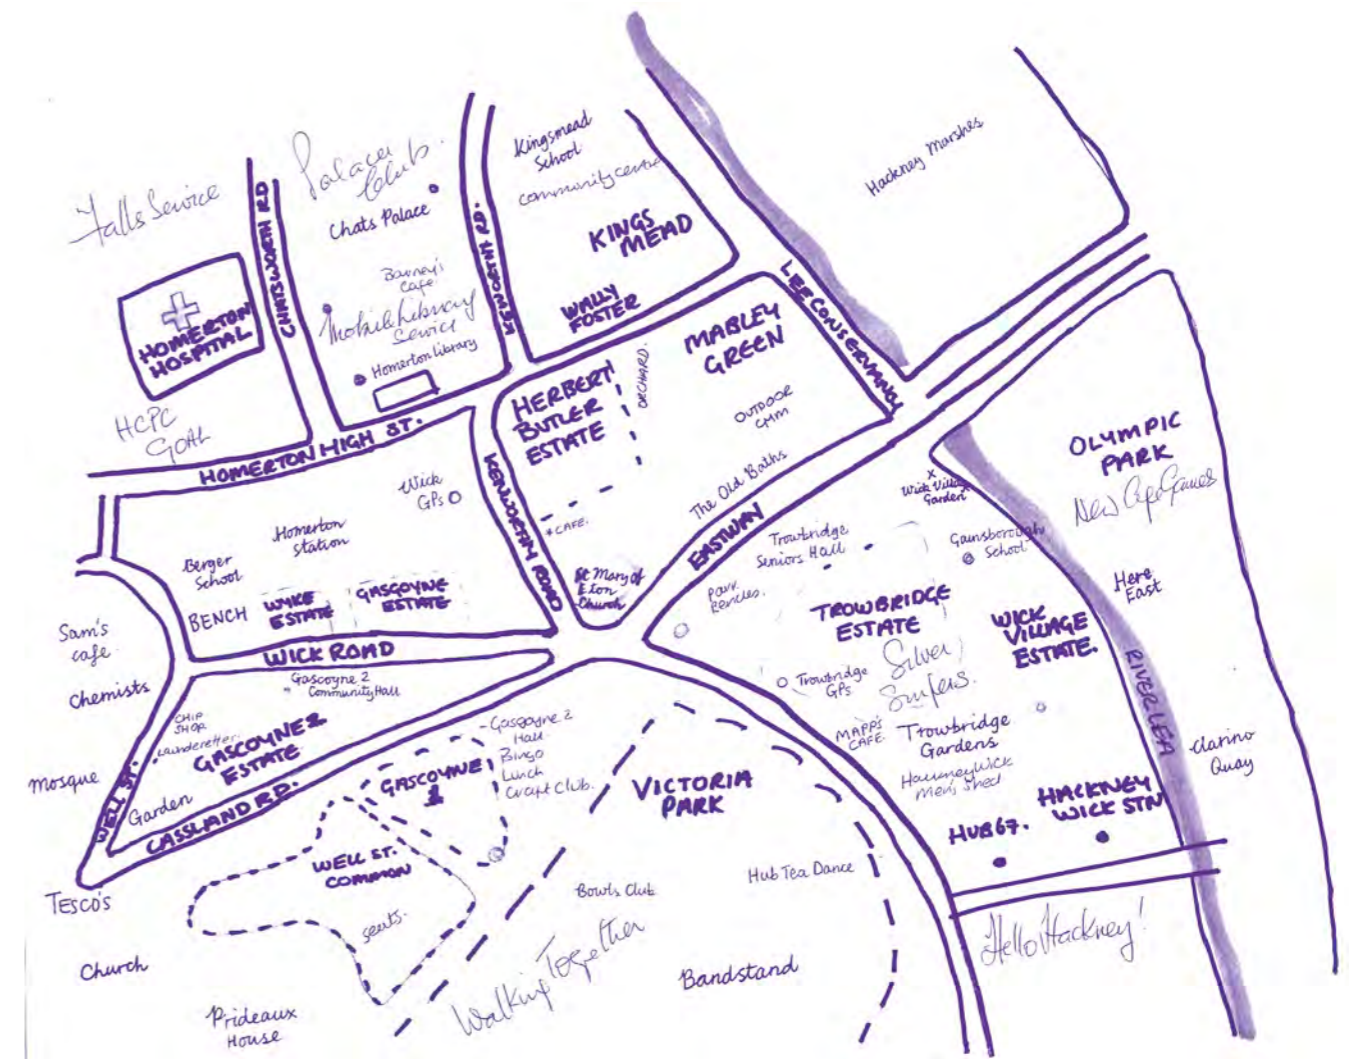 Falls Service
HOMERTON
HOSPITAL
HCPC
GOAL
CHATSWORTH RD
Palace
Club.
Chats Palace
Barney's
Cafe
Mobile Library
Service
Homerton Library
KENWORTH RD.
Kingsmead
School
community centre
KINGS
MEAD
WALLY
FOSTER
LEE CONSERVANCY
Hackney Marshes
HOMERTON HIGH ST.
HERBERT
BUTLER
ESTATE
ORCHARD.
MABLEY
GREEN
OUTDOOR
GYM
The Old Baths
+ CAFE.
St Mary of
Eton
Church
KENWORTHY ROAD
EASTWAY
Wick
GPs
Homerton
Station
Berger
School
BENCH
WYKE
ESTATE
GASCOYNE
ESTATE
WICK ROAD
Sam's
cafe
Chemists
Mosque
WELL ST.
Gascoyne 2
Community Hall
CHIP
SHOP
Launderette.
GASCOYNE 2
ESTATE
Garden
CASSLAND RD.
TESCO'S
Church
Prideaux
House
GASCOYNE
1
- Gascoyne 2
Hall
Bingo
Lunch
Craft Club.
WELL ST.
COMMON
seats.
VICTORIA
PARK
Bowls Club
Hub Tea Dance
Walking Together
Bandstand
Park
Benches.
Trowbridge
Seniors Hall
x
Wick Village
Garden
Gainsborough
School
TROWBRIDGE
ESTATE
Silver
Surfers.
Trowbridge
GPs
MAPP'S
CAFE
Trowbridge
Gardens
Hackney Wick
Men's Shed
WICK
VILLAGE
ESTATE.
HUB67.
HACKNEY
WICK STN
RIVER LEA
OLYMPIC
PARK
New Age Games
Here
East
Clarino
Quay
Hello Hackney!